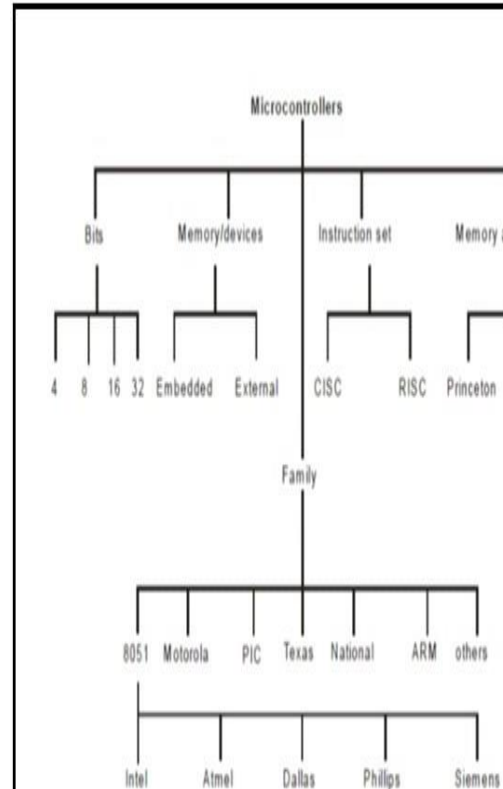 Microcontrollers
Bits Memory/devices Instruction set Memory
4 8 16 32 Embedded External CISC RISC Princeton
Family
8051 Motorola PIC Texas National ARM others
Intel Atmel Dallas Phillips Siemens